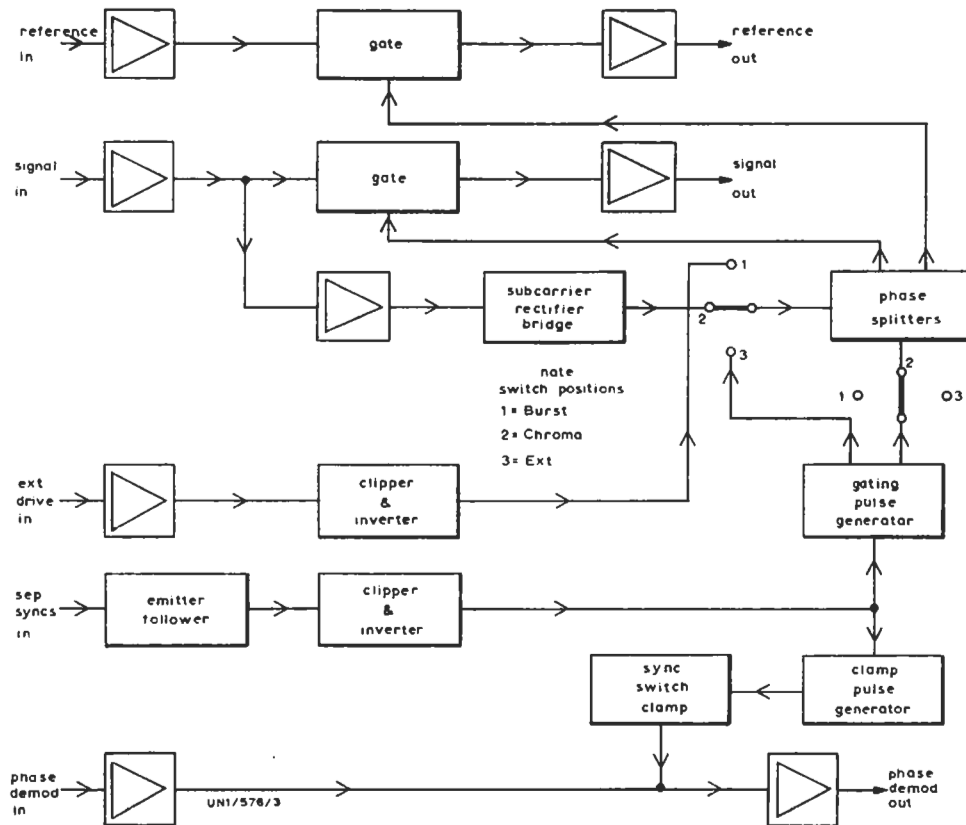 reference
in
gate
reference
out
signal
in
gate
signal
out
1
subcarrier
rectifier
bridge
2
phase
splitters
3
2
1
3
note
switch positions
1 = Burst
2 = Chroma
3 = Ext
ext
drive
in
clipper
&
inverter
gating
pulse
generator
sep
syncs
in
emitter
follower
clipper
&
inverter
sync
switch
clamp
clamp
pulse
generator
phase
demod
in
UN1/576/3
phase
demod
out